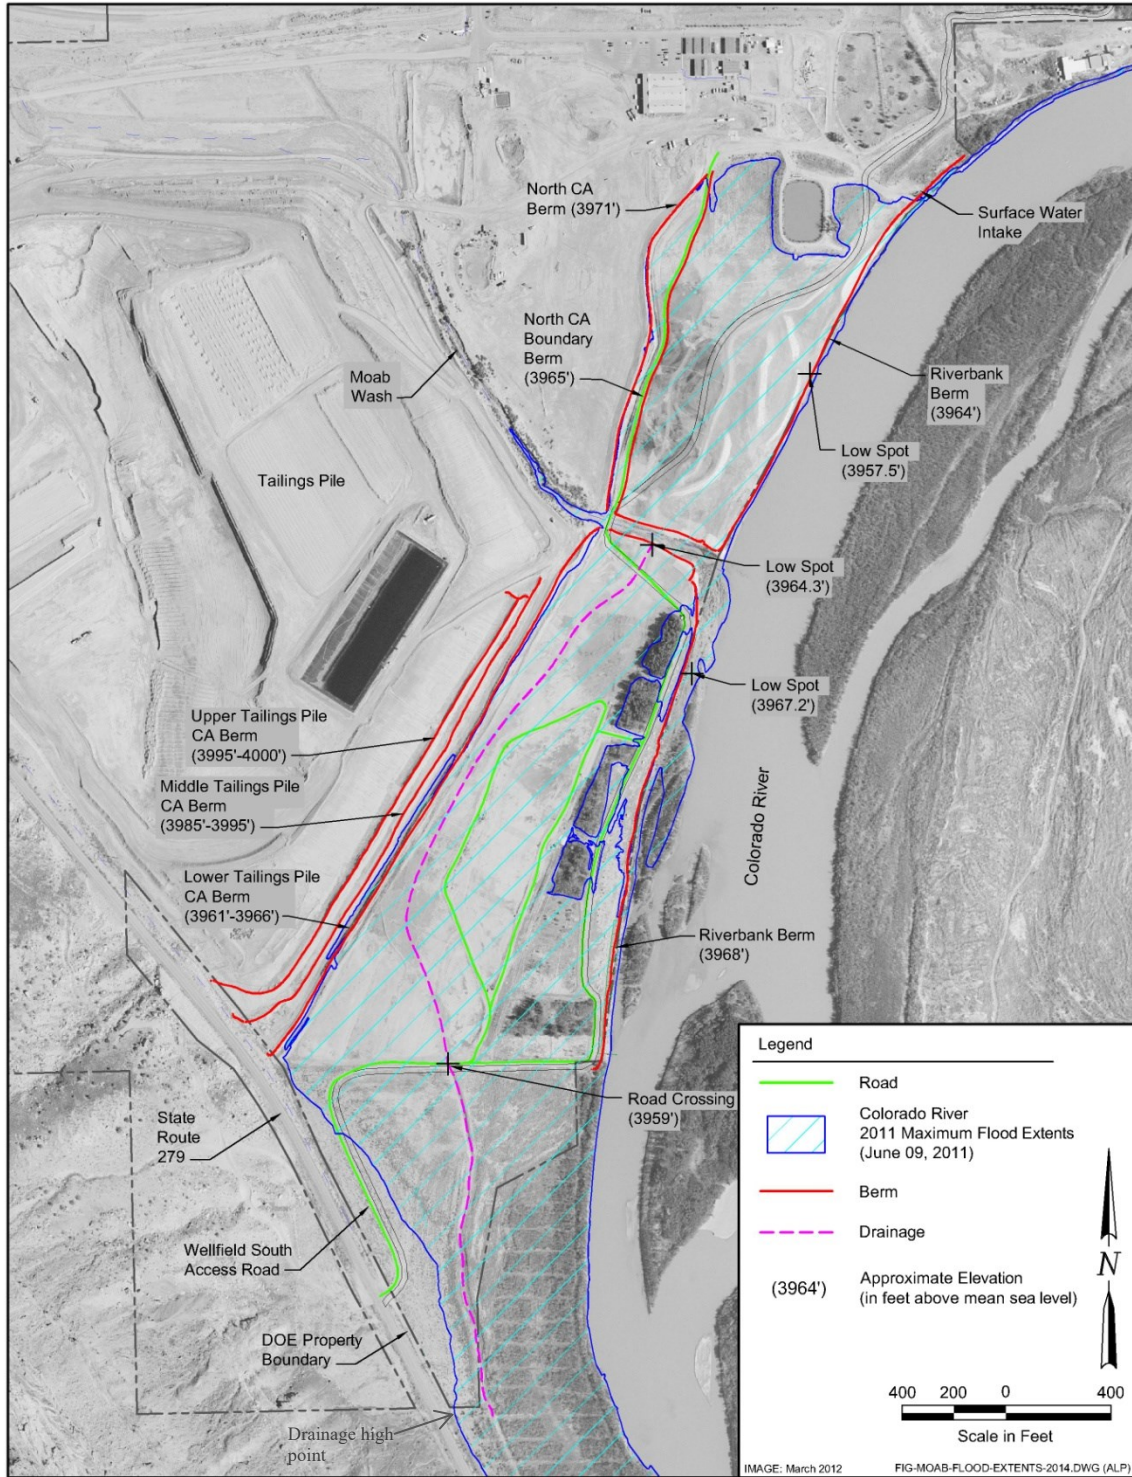 North CA
Berm (3971')
Surface Water
Intake
North CA
Boundary
Berm
(3965')
Moab
Wash
Riverbank
Berm
(3964')
Low Spot
(3957.5')
Tailings Pile
Low Spot
(3964.3')
Low Spot
(3967.2')
Upper Tailings Pile
CA Berm
(3995'-4000')
Middle Tailings Pile
CA Berm
(3985'-3995')
Colorado River
Lower Tailings Pile
CA Berm
(3961'-3966')
Riverbank Berm
(3968')
Road Crossing
(3959')
State
Route
279
Wellfield South
Access Road
DOE Property
Boundary
Drainage high
point
Legend
Road
Colorado River
2011 Maximum Flood Extents
(June 09, 2011)
Berm
Drainage
(3964')
Approximate Elevation
(in feet above mean sea level)
N
400 200 0 400
Scale in Feet
IMAGE: March 2012
FIG-MOAB-FLOOD-EXTENTS-2014.DWG (ALP)